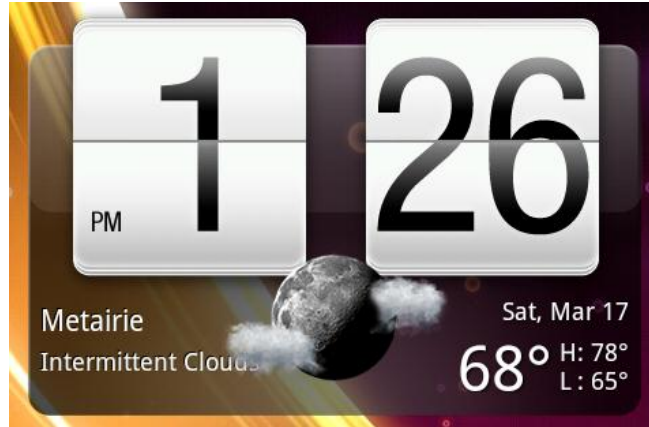 1 26
PM
Metairie
Intermittent Clouds
Sat, Mar 17
68° H: 78°
L: 65°